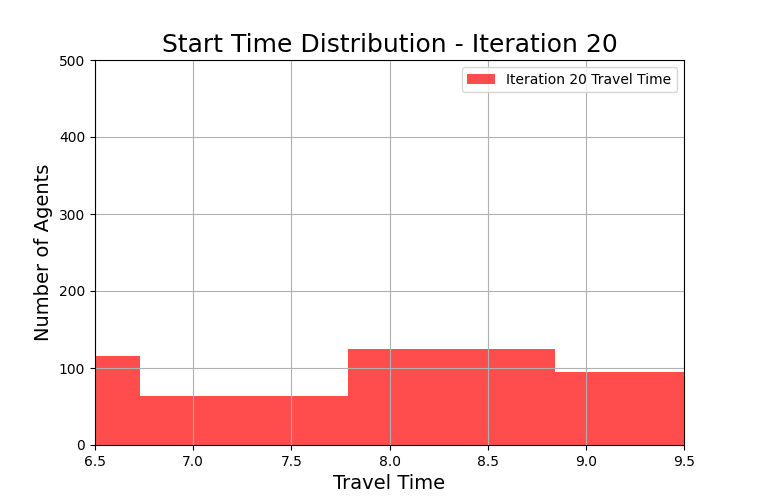 Start Time Distribution - Iteration 20
Iteration 20 Travel Time
Number of Agents
500
400
300
200
100
0
6.5 7.0 7.5 8.0 8.5 9.0 9.5
Travel Time